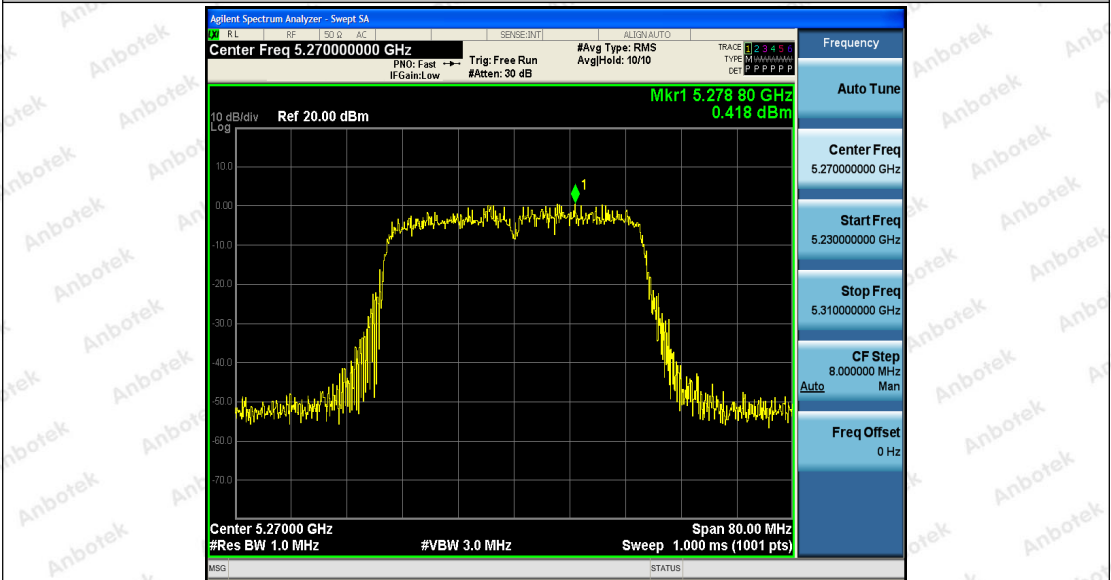 Agilent Spectrum Analyzer - Swept SA
RL RF 50 Ω AC SENSE:INT ALIGNAUTO
Center Freq 5.270000000 GHz
PNO: Fast
IFGain:Low
Trig: Free Run
#Atten: 30 dB
#Avg Type: RMS
Avg|Hold: 10/10
TRACE 1 2 3 4 5 6
TYPE M
DET P P P P P P
Mkr1 5.278 80 GHz
0.418 dBm
10 dB/div Ref 20.00 dBm
Log
10.0
0.00
-10.0
-20.0
-30.0
-40.0
-50.0
-60.0
-70.0
1
Center 5.27000 GHz
Span 80.00 MHz
#Res BW 1.0 MHz
#VBW 3.0 MHz
Sweep 1.000 ms (1001 pts)
MSG
STATUS
Frequency
Auto Tune
Center Freq
5.270000000 GHz
Start Freq
5.230000000 GHz
Stop Freq
5.310000000 GHz
CF Step
8.000000 MHz
Auto Man
Freq Offset
0 Hz
Anbotek